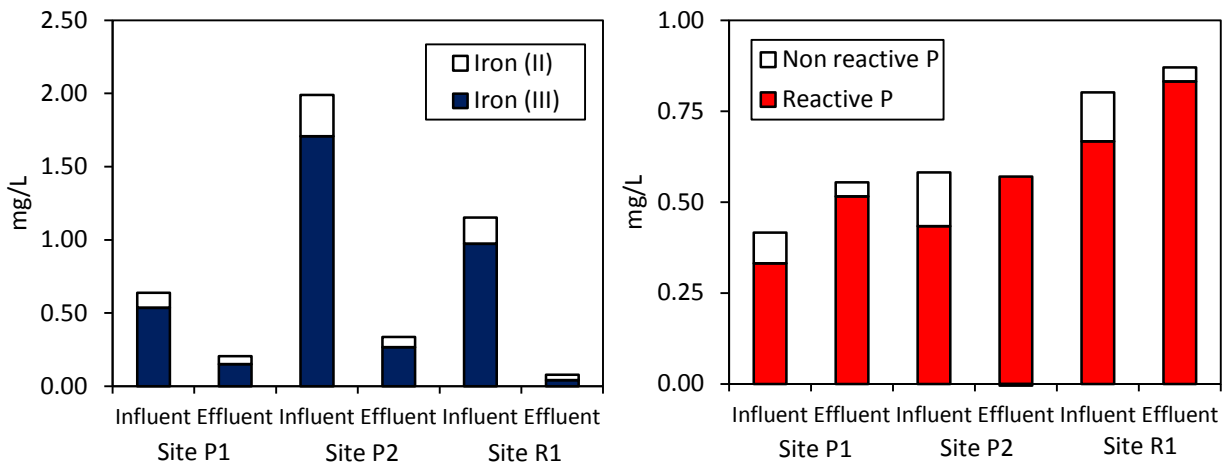 2.50
2.00
1.50
1.00
0.50
0.00
mg/L
Iron (II)
Iron (III)
Influent Effluent Influent Effluent Influent Effluent
Site P1 Site P2 Site R1
1.00
0.75
0.50
0.25
0.00
mg/L
Non reactive P
Reactive P
Influent Effluent Influent Effluent Influent Effluent
Site P1 Site P2 Site R1